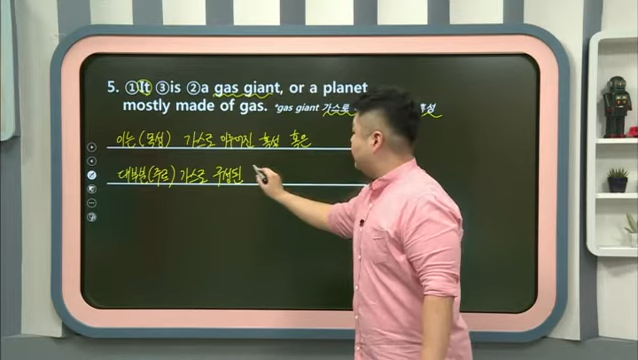 5. ①It ③is ②a gas giant, or a planet
mostly made of gas. *gas giant 가스로 행성
이는 (목성) 가스로 이루어진 행성 혹은
대부분(주로) 가스로 구성된